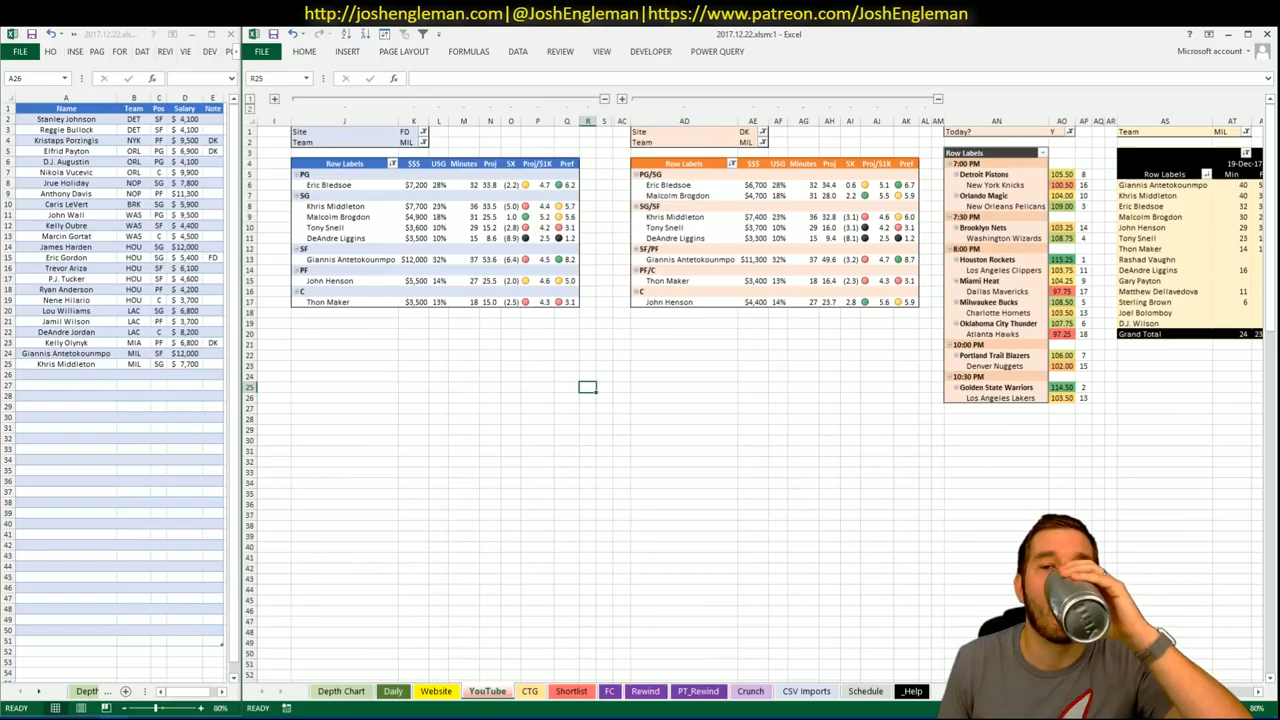 http://joshengleman.com|@JoshEngleman|https://www.patreon.com/JoshEngleman
2017.12.22.xlsm:1 - Excel
FILE HOME INSERT PAGE LAYOUT FORMULAS DATA REVIEW VIEW DEVELOPER POWER QUERY
Microsoft account
A26
R25
Name Team Pos Salary Note
Stanley Johnson DET SF $ 4,100
Reggie Bullock DET SF $ 4,100
Kristaps Porzingis NYK PF $ 9,500 DK
Elfrid Payton ORL PG $ 7,400 DK
D.J. Augustin ORL PG $ 4,300
Nikola Vucevic ORL C $ 8,200
Jrue Holiday NOP SG $ 7,800
Anthony Davis NOP PF $ 11,300
Caris LeVert BRK SG $ 5,900
John Wall WAS PG $ 9,500
Kelly Oubre WAS SF $ 4,400
Marcin Gortat WAS C $ 4,500
James Harden HOU SG $ 12,000
Eric Gordon HOU SG $ 5,400 FD
Trevor Ariza HOU SF $ 6,100
P.J. Tucker HOU SF $ 4,100
Ryan Anderson HOU PF $ 4,200
Nene Hilario HOU C $ 3,700
Lou Williams LAC SG $ 6,800
Jamil Wilson LAC PF $ 3,700
DeAndre Jordan LAC C $ 8,200
Kelly Olynyk MIA PF $ 6,800 DK
Giannis Antetokounmpo MIL SF $ 12,000
Khris Middleton MIL SG $ 7,700
Site FD
Team MIL
Row Labels $$$ USG Minutes Proj 5X Proj/$1K Pref
PG
Eric Bledsoe $7,200 28% 32 33.8 (2.2) 4.7 6.2
SG
Khris Middleton $7,700 23% 36 33.5 (5.0) 4.4 5.7
Malcolm Brogdon $4,900 18% 31 25.5 1.0 5.2 5.6
Tony Snell $3,600 10% 29 15.2 (2.8) 4.2 3.1
DeAndre Liggins $3,500 10% 15 8.6 (8.9) 2.5 1.2
SF
Giannis Antetokounmpo $12,000 32% 37 53.6 (6.4) 4.5 8.2
PF
John Henson $5,500 14% 27 25.5 (2.0) 4.6 5.0
C
Thon Maker $3,500 13% 18 15.0 (2.5) 4.3 3.1
Site DK
Team MIL
Row Labels $$$ USG Minutes Proj 5X Proj/$1K Pref
PG/SG
Eric Bledsoe $6,700 28% 32 34.4 0.6 5.1 6.7
Malcolm Brogdon $4,700 18% 31 28.0 2.2 5.5 5.9
SG/SF
Khris Middleton $7,400 23% 36 32.8 (3.1) 4.6 6.0
Tony Snell $3,700 10% 29 16.0 (3.1) 4.2 3.1
DeAndre Liggins $3,300 10% 15 9.4 (8.1) 2.5 1.2
SF/PF
Giannis Antetokounmpo $11,300 32% 37 49.6 (3.2) 4.7 8.7
PF/C
Thon Maker $3,500 13% 18 15.2 (2.3) 4.3 3.1
C
John Henson $4,400 14% 27 23.7 2.8 5.6 5.9
Today? Y
Row Labels
7:00 PM
Detroit Pistons 105.50 8
New York Knicks 100.50 16
Orlando Magic 104.00 10
New Orleans Pelicans 109.00 3
7:30 PM
Brooklyn Nets 103.25 14
Washington Wizards 108.75 4
8:00 PM
Houston Rockets 115.25 1
Los Angeles Clippers 103.75 11
Miami Heat 104.25 9
Dallas Mavericks 97.75 17
Milwaukee Bucks 108.50 5
Charlotte Hornets 103.50 13
Oklahoma City Thunder 107.75 6
Atlanta Hawks 97.25 18
10:00 PM
Portland Trail Blazers 106.00 7
Denver Nuggets 102.00 15
10:30 PM
Golden State Warriors 114.50 2
Los Angeles Lakers 103.50 13
Team MIL
19-Dec-17
Row Labels Min
Giannis Antetokounmpo 40
Khris Middleton 41
Eric Bledsoe 32
Malcolm Brogdon 34
John Henson 29
Tony Snell 32
Thon Maker 14
Rashad Vaughn
DeAndre Liggins 16
Gary Payton
Matthew Dellavedova 11
Sterling Brown 6
Joel Bolomboy
D.J. Wilson
Grand Total 24
Depth Chart Daily Website YouTube CTG Shortlist FC Rewind PT_Rewind Crunch CSV Imports Schedule _Help
READY 80%
READY 80%